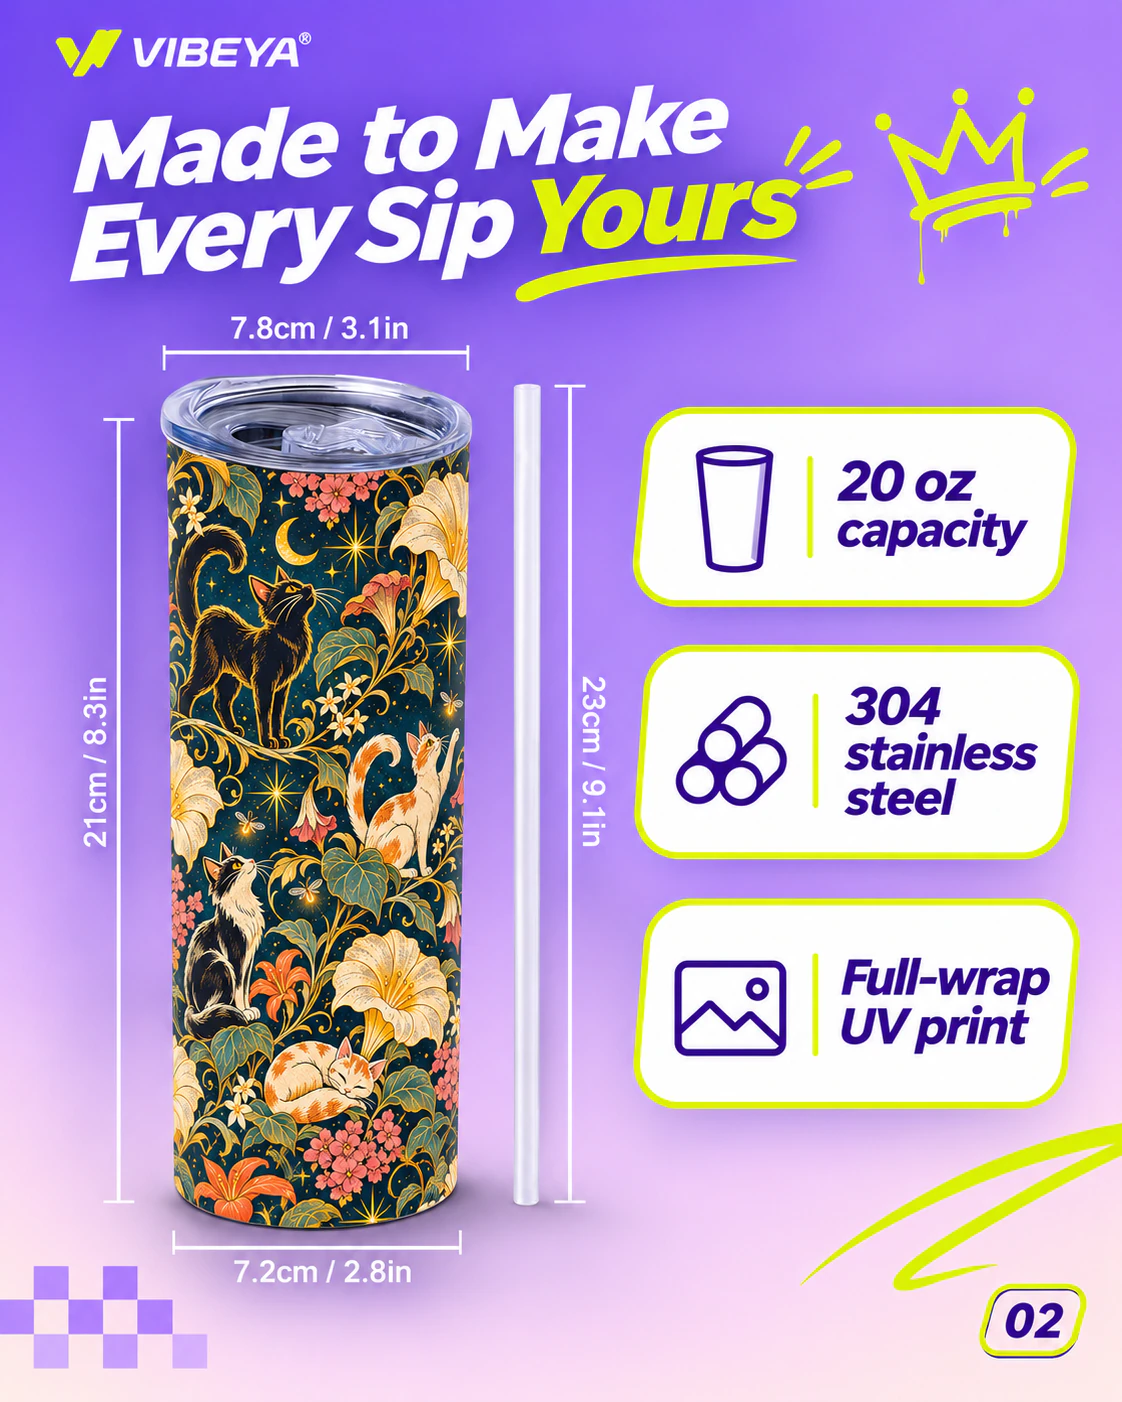 VIBEYA®
Made to Make
Every Sip Yours
7.8cm / 3.1in
21cm / 8.3in
23cm / 9.1in
7.2cm / 2.8in
20 oz
capacity
304
stainless
steel
Full-wrap
UV print
02